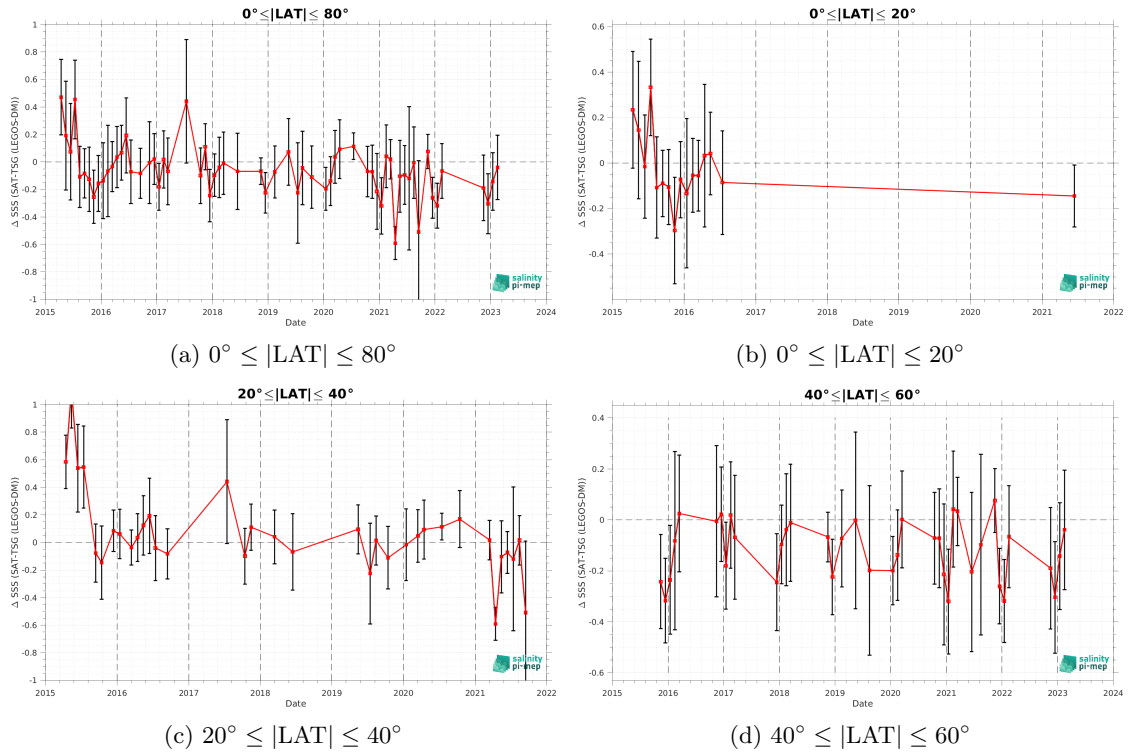 0°≤|LAT|≤ 80°
Δ SSS (SAT-TSG (LEGOS-DM))
1
0.8
0.6
0.4
0.2
0
-0.2
-0.4
-0.6
-0.8
-1
2015 2016 2017 2018 2019 2020 2021 2022 2023 2024
Date
salinity
pi-mep
(a) 0° ≤ |LAT| ≤ 80°
0°≤|LAT|≤ 20°
Δ SSS (SAT-TSG (LEGOS-DM))
0.6
0.4
0.2
0
-0.2
-0.4
2015 2016 2017 2018 2019 2020 2021 2022
Date
salinity
pi-mep
(b) 0° ≤ |LAT| ≤ 20°
20°≤|LAT|≤ 40°
Δ SSS (SAT-TSG (LEGOS-DM))
1
0.8
0.6
0.4
0.2
0
-0.2
-0.4
-0.6
-0.8
-1
2015 2016 2017 2018 2019 2020 2021 2022
Date
salinity
pi-mep
(c) 20° ≤ |LAT| ≤ 40°
40°≤|LAT|≤ 60°
Δ SSS (SAT-TSG (LEGOS-DM))
0.4
0.2
0
-0.2
-0.4
-0.6
2015 2016 2017 2018 2019 2020 2021 2022 2023 2024
Date
salinity
pi-mep
(d) 40° ≤ |LAT| ≤ 60°